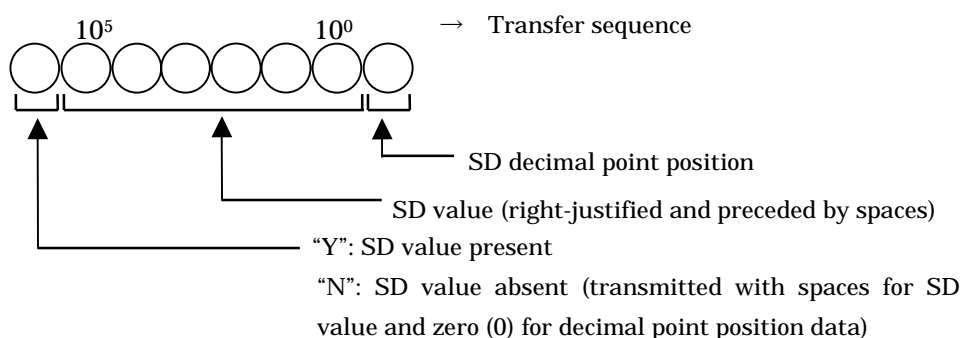 10⁵ 10⁰ → Transfer sequence
SD decimal point position
SD value (right-justified and preceded by spaces)
“Y”: SD value present
“N”: SD value absent (transmitted with spaces for SD
value and zero (0) for decimal point position data)